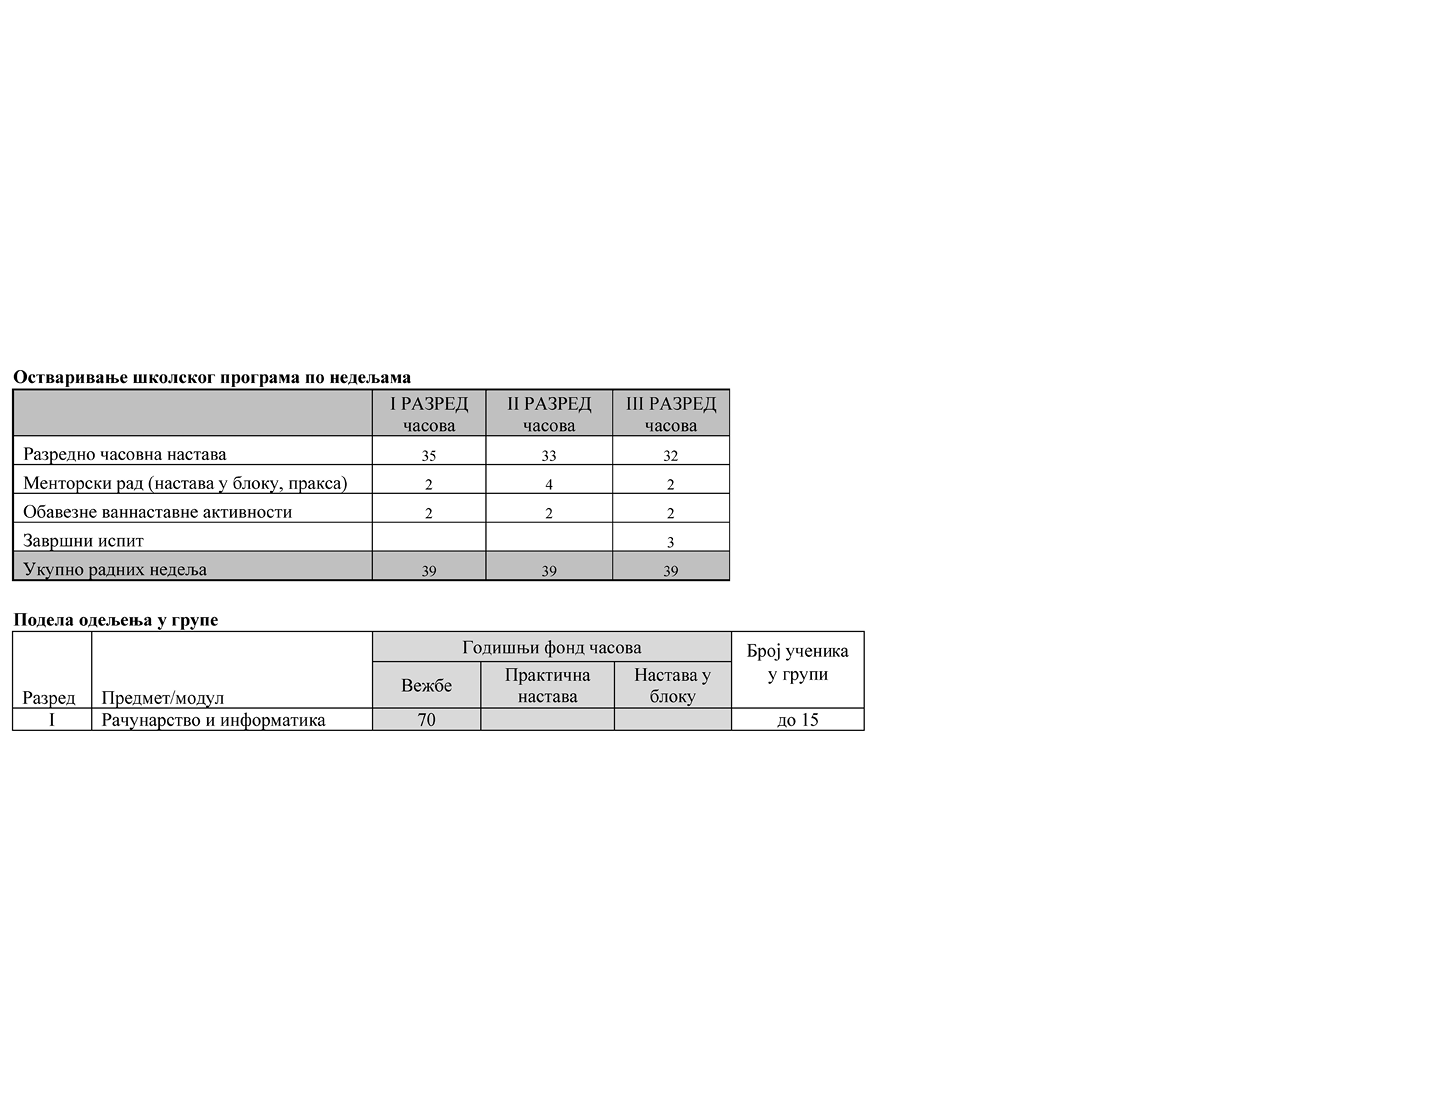 Остваривање школског програма по недељама
I РАЗРЕД часова II РАЗРЕД часова III РАЗРЕД часова
Разредно часовна настава 35 33 32
Менторски рад (настава у блоку, пракса) 2 4 2
Обавезне ваннаставне активности 2 2 2
Завршни испит 3
Укупно радних недеља 39 39 39
Подела одељења у групе
Разред Предмет/модул Годишњи фонд часова Број ученика у групи
Вежбе Практична настава Настава у блоку
I Рачунарство и информатика 70 до 15